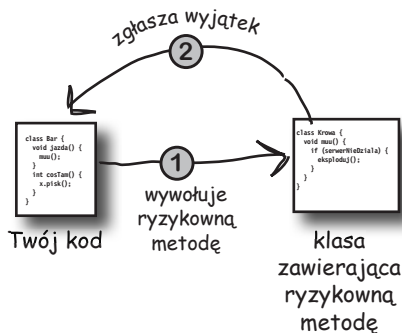 zgłasza wyjątek
2
class Bar {
void jazda() {
muu();
}
int cosTam() {
x.pisk();
}
}
class Krowa {
void muu() {
if (serwerNieDziala) {
eksploduj();
}
}
}
1
wywołuje
ryzykowną
metodę
Twój kod
klasa
zawierająca
ryzykowną
metodę